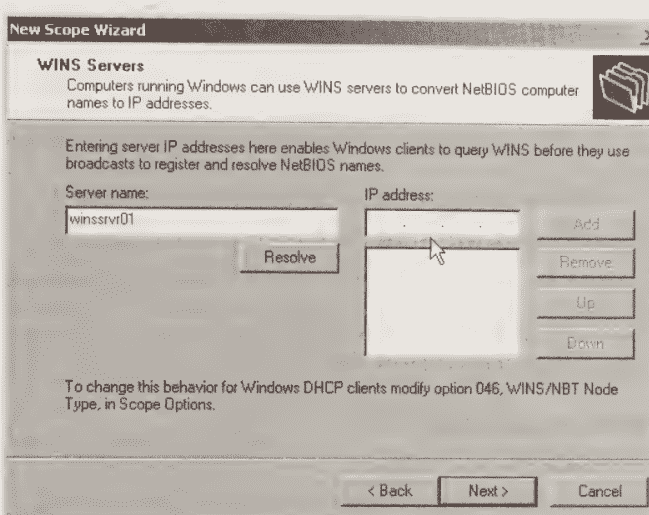 New Scope Wizard
WINS Servers
Computers running Windows can use WINS servers to convert NetBIOS computer
names to IP addresses.
Entering server IP addresses here enables Windows clients to query WINS before they use
broadcasts to register and resolve NetBIOS names.
Server name:
IP address:
winssrvr01
. . .
Add
Resolve
Remove
Up
Down
To change this behavior for Windows DHCP clients modify option 046, WINS/NBT Node
Type, in Scope Options.
< Back
Next >
Cancel